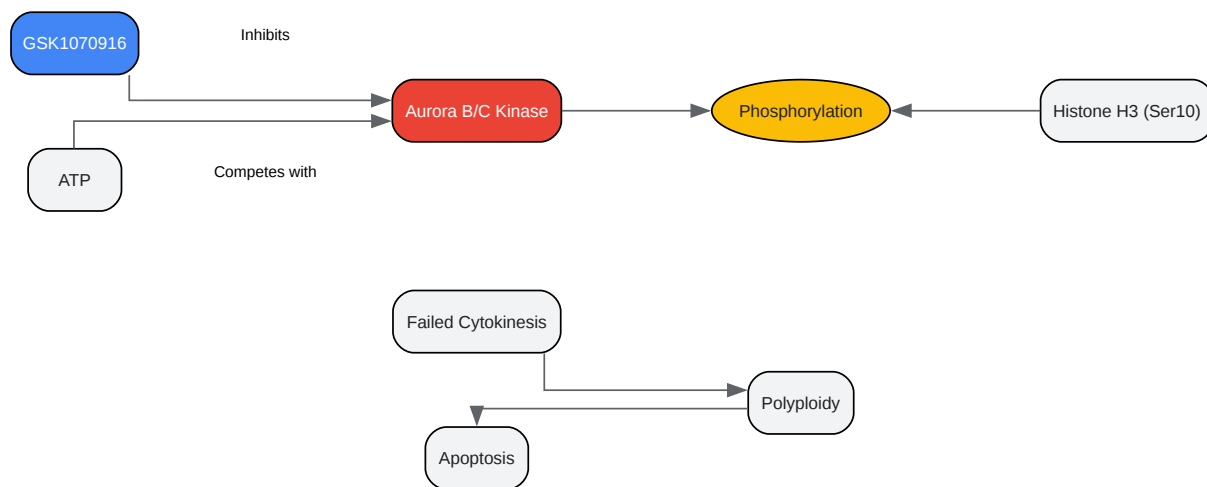 GSK1070916
Inhibits
Aurora B/C Kinase
Phosphorylation
Histone H3 (Ser10)
Competes with
ATP
Failed Cytokinesis
Polyploidy
Apoptosis